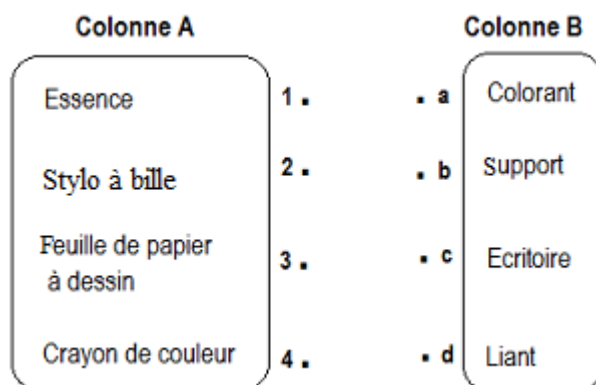 Colonne A Colonne B
Essence 1. . a Colorant
Stylo à bille 2. . b Support
Feuille de papier
à dessin 3. . c Ecritoire
Crayon de couleur 4. . d Liant